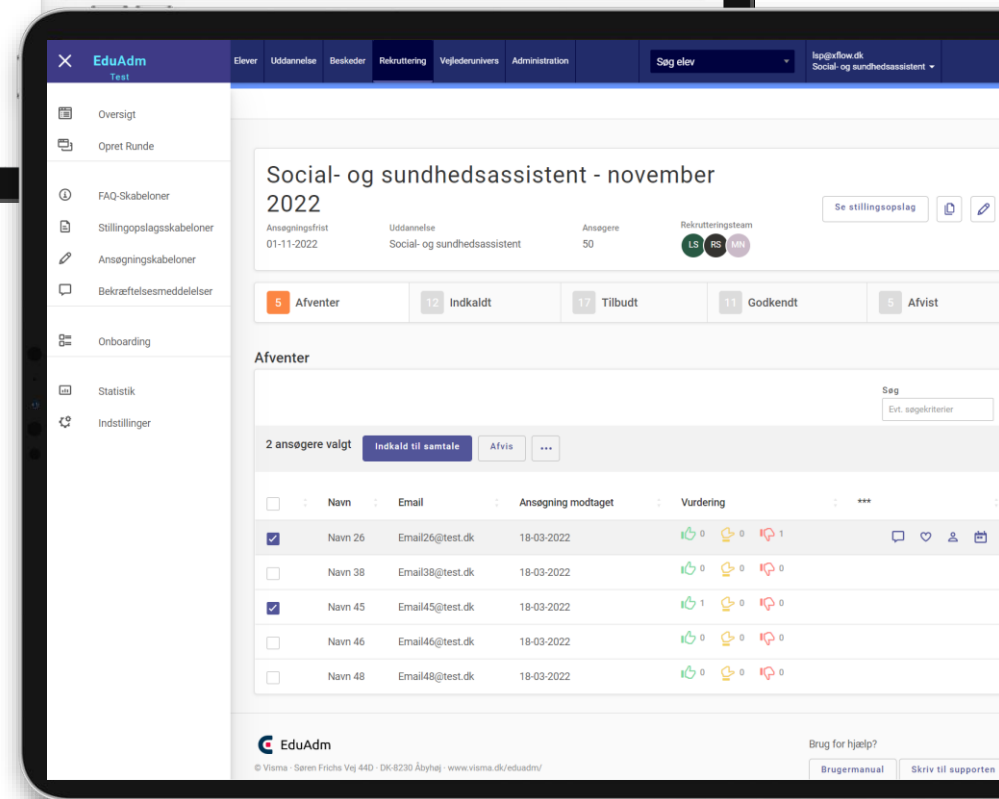 EduAdm
Test
Elever Uddannelse Beskeder Rekruttering Vejlederunivers Administration
Søg elev
lsp@xflow.dk
Social- og sundhedsassistent
Oversigt
Opret Runde
FAQ-Skabeloner
Stillingopslagsskabeloner
Ansøgningskabeloner
Bekræftelsesmeddelelser
Onboarding
Statistik
Indstillinger
Social- og sundhedsassistent - november
2022
Se stillingsopslag
Ansøgningsfrist Uddannelse Ansøgere Rekrutteringsteam
01-11-2022 Social- og sundhedsassistent 50 LS RS MN
5 Afventer 12 Indkaldt 17 Tilbudt 11 Godkendt 5 Afvist
Afventer
Søg
Evt. søgekriterier
2 ansøgere valgt Indkald til samtale Afvis ...
Navn Email Ansøgning modtaget Vurdering ***
Navn 26 Email26@test.dk 18-03-2022 0 0 1
Navn 38 Email38@test.dk 18-03-2022 0 0 0
Navn 45 Email45@test.dk 18-03-2022 1 0 0
Navn 46 Email46@test.dk 18-03-2022 0 0 0
Navn 48 Email48@test.dk 18-03-2022 0 0 0
EduAdm
© Visma · Søren Frichs Vej 44D · DK-8230 Åbyhøj · www.visma.dk/eduadm/
Brug for hjælp?
Brugermanual Skriv til supporten